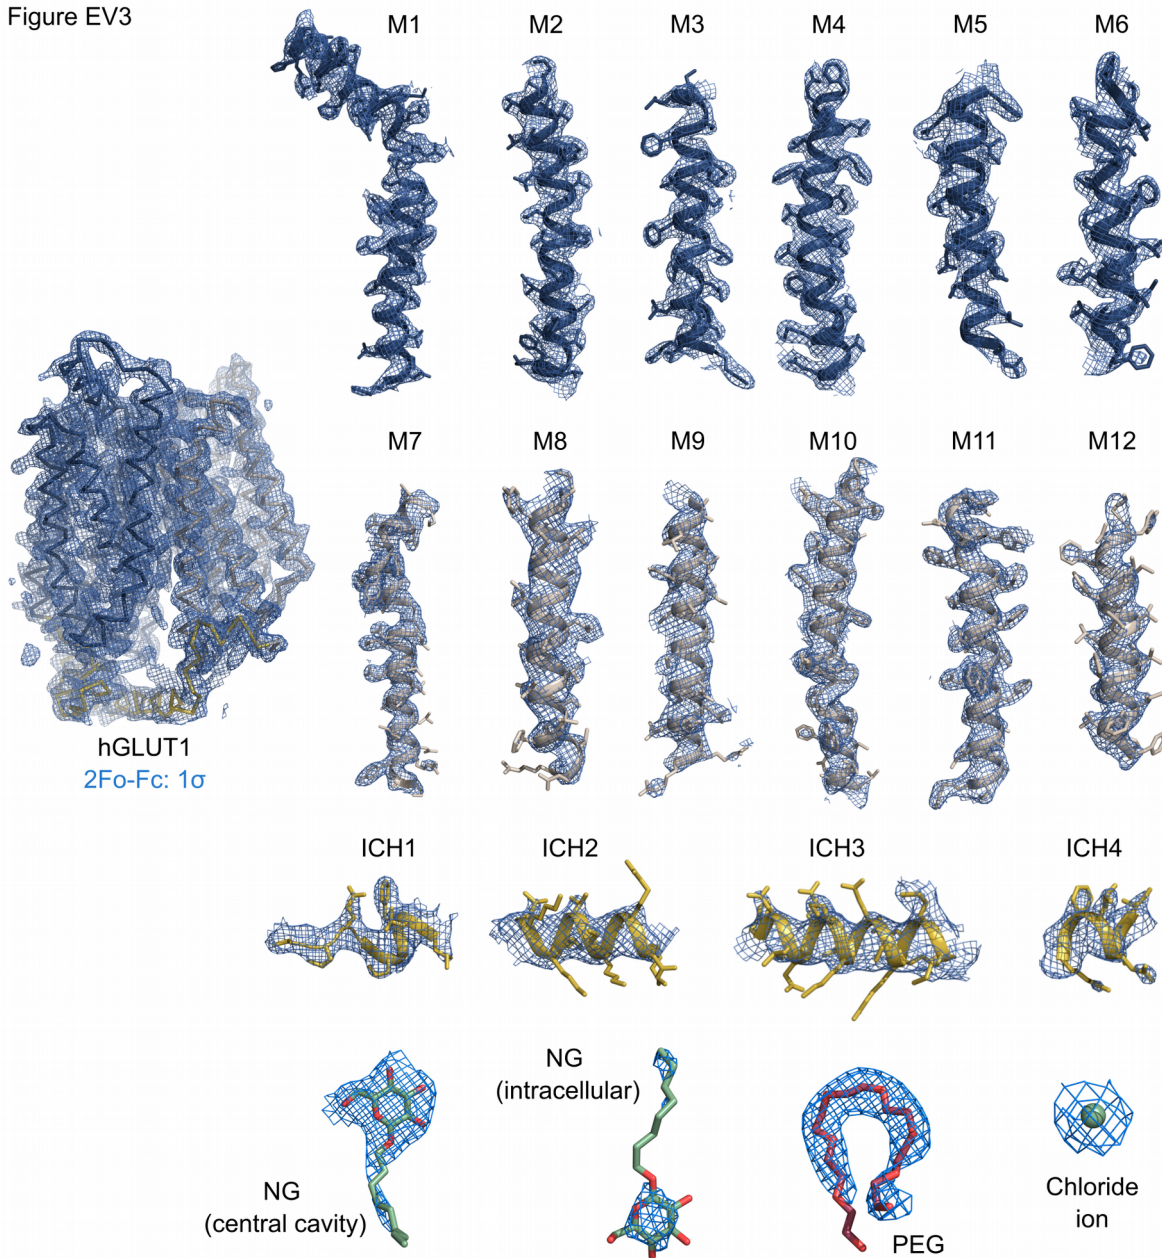 Figure EV3
M1
M2
M3
M4
M5
M6
M7
M8
M9
M10
M11
M12
hGLUT1
2Fo-Fc: 1σ
ICH1
ICH2
ICH3
ICH4
NG
(central cavity)
NG
(intracellular)
PEG
Chloride
ion